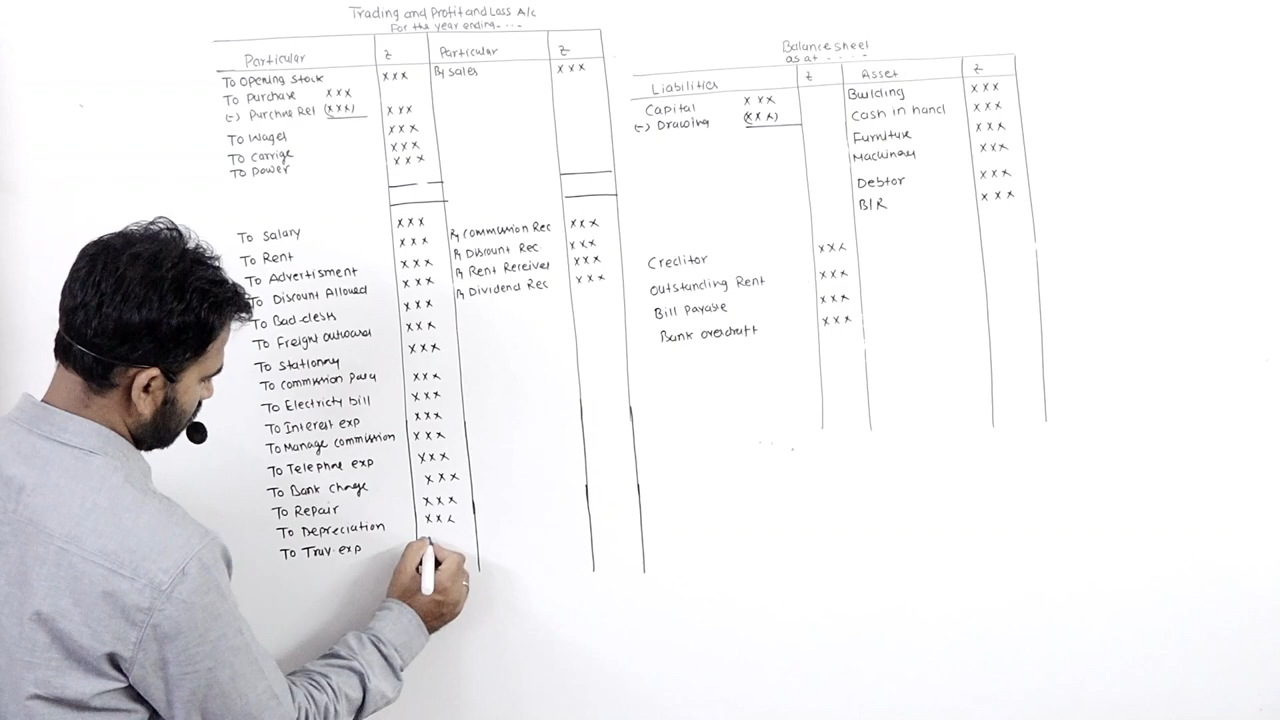 Trading and Profit and Loss A/c
For the year ending....
Particular ₹ Particular ₹
To Opening Stock xxx By Sales xxx
To Purchase xxx
(-) Purchase Ret (xxx) xxx
To Wages xxx
To Carrige xxx
To Power xxx
To Salary xxx By Commission Rec xxx
To Rent xxx By Discount Rec xxx
To Advertisment xxx By Rent Received xxx
To Discount Allowed xxx By Dividend Rec xxx
To Bad-debts xxx
To Freight outward xxx
To Stationary xxx
To Commission Paid xxx
To Electricty bill xxx
To Interest exp xxx
To Manage commission xxx
To Telephne exp xxx
To Bank charge xxx
To Repair xxx
To Depreciation xxx
To Trav. exp
Balance sheet
as at .....
Liabilities ₹ Asset ₹
Capital xxx Building xxx
(-) Drawing (xxx) Cash in hand xxx
Furniture xxx
Machinary xxx
Debtor xxx
B/R xxx
Creditor xxx
Outstanding Rent xxx
Bill Payable xxx
Bank overdraft xxx